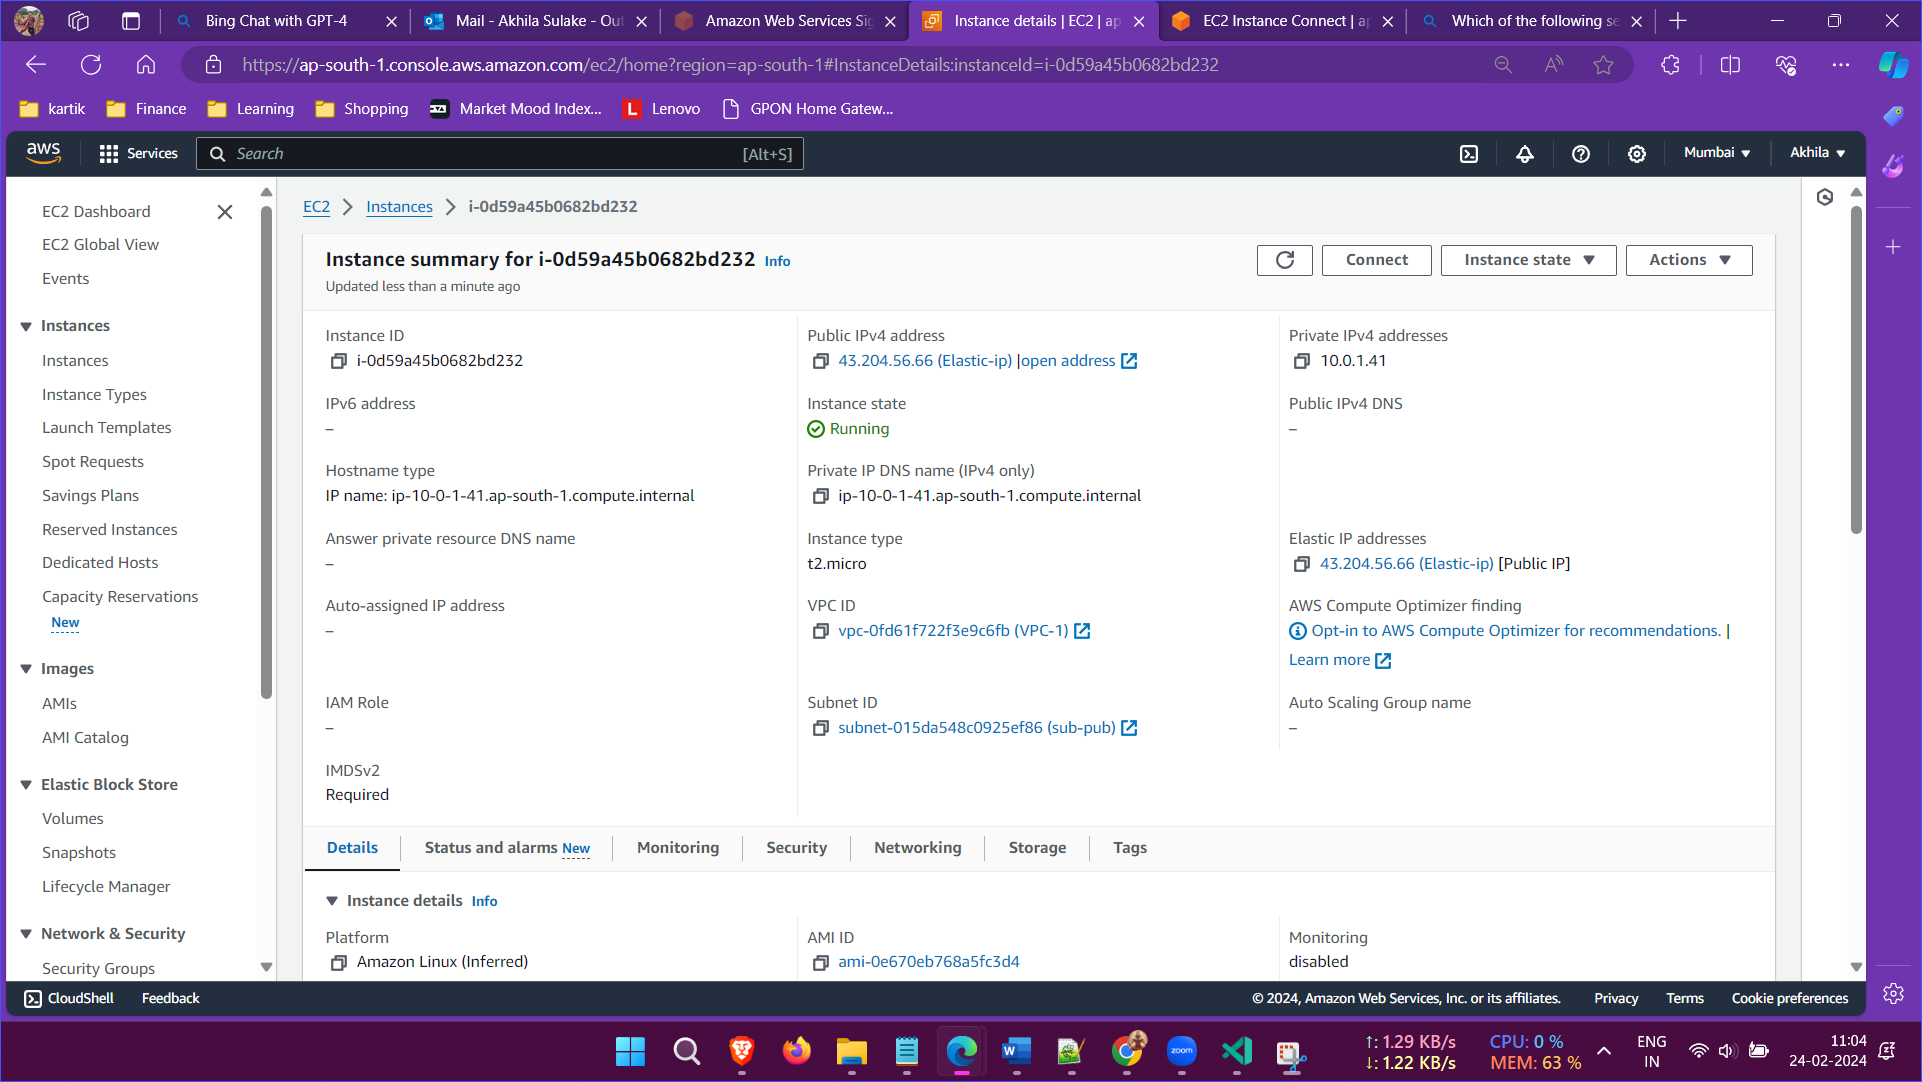 Bing Chat with GPT-4
Mail - Akhila Sulake - Out
Amazon Web Services Sig
Instance details | EC2 | ap
EC2 Instance Connect | ap
Which of the following se
https://ap-south-1.console.aws.amazon.com/ec2/home?region=ap-south-1#InstanceDetails:instanceId=i-0d59a45b0682bd232
kartik
Finance
Learning
Shopping
Market Mood Index...
Lenovo
GPON Home Gatew...
aws
Services
Search
[Alt+S]
Mumbai
Akhila
EC2 Dashboard
EC2 Global View
Events
Instances
Instances
Instance Types
Launch Templates
Spot Requests
Savings Plans
Reserved Instances
Dedicated Hosts
Capacity Reservations
New
Images
AMIs
AMI Catalog
Elastic Block Store
Volumes
Snapshots
Lifecycle Manager
Network & Security
Security Groups
EC2
Instances
i-0d59a45b0682bd232
Instance summary for i-0d59a45b0682bd232 Info
Updated less than a minute ago
Connect
Instance state
Actions
Instance ID
i-0d59a45b0682bd232
Public IPv4 address
43.204.56.66 (Elastic-ip) |open address
Private IPv4 addresses
10.0.1.41
IPv6 address
–
Instance state
Running
Public IPv4 DNS
–
Hostname type
IP name: ip-10-0-1-41.ap-south-1.compute.internal
Private IP DNS name (IPv4 only)
ip-10-0-1-41.ap-south-1.compute.internal
Answer private resource DNS name
–
Instance type
t2.micro
Elastic IP addresses
43.204.56.66 (Elastic-ip) [Public IP]
Auto-assigned IP address
–
VPC ID
vpc-0fd61f722f3e9c6fb (VPC-1)
AWS Compute Optimizer finding
Opt-in to AWS Compute Optimizer for recommendations. |
Learn more
IAM Role
–
Subnet ID
subnet-015da548c0925ef86 (sub-pub)
Auto Scaling Group name
–
IMDSv2
Required
Details
Status and alarms New
Monitoring
Security
Networking
Storage
Tags
Instance details Info
Platform
Amazon Linux (Inferred)
AMI ID
ami-0e670eb768a5fc3d4
Monitoring
disabled
CloudShell
Feedback
© 2024, Amazon Web Services, Inc. or its affiliates.
Privacy
Terms
Cookie preferences
zoom
↑: 1.29 KB/s
↓: 1.22 KB/s
CPU: 0 %
MEM: 63 %
ENG
IN
11:04
24-02-2024